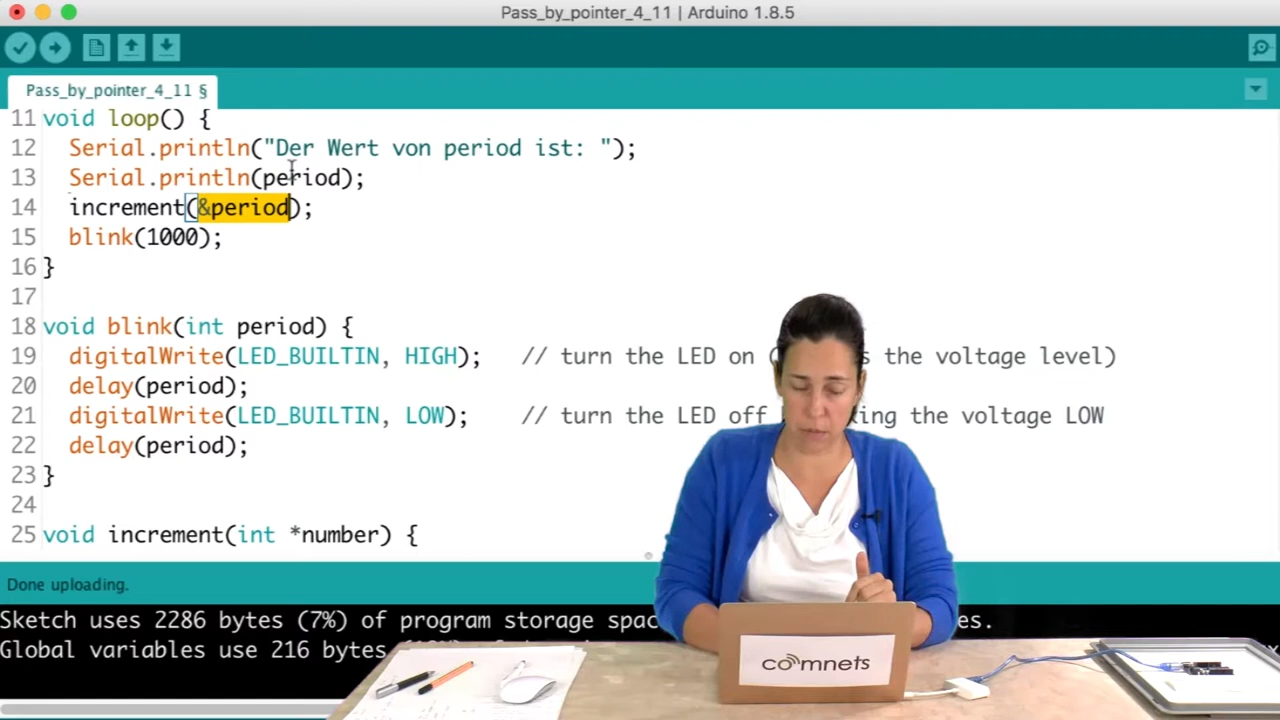 Pass_by_pointer_4_11 | Arduino 1.8.5
Pass_by_pointer_4_11 §
11 void loop() {
12 Serial.println("Der Wert von period ist: ");
13 Serial.println(period);
14 increment(&period);
15 blink(1000);
16 }
17
18 void blink(int period) {
19 digitalWrite(LED_BUILTIN, HIGH); // turn the LED on ( the voltage level)
20 delay(period);
21 digitalWrite(LED_BUILTIN, LOW); // turn the LED off the voltage LOW
22 delay(period);
23 }
24
25 void increment(int *number) {
Done uploading.
Sketch uses 2286 bytes (7%) of program storage
Global variables use 216 bytes
comnets